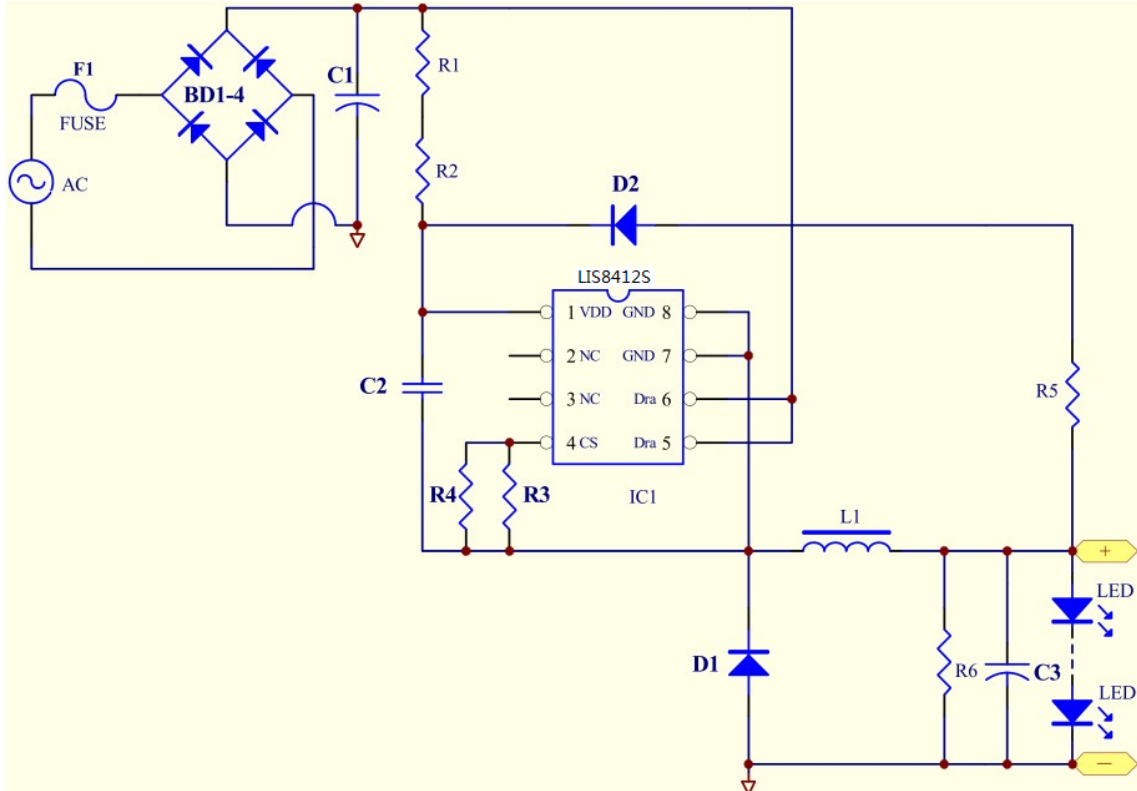 F1
FUSE
BD1-4
C1
R1
AC
R2
D2
LIS8412S
1 VDD GND 8
2 NC GND 7
3 NC Dra 6
4 CS Dra 5
C2
R5
R4
R3
IC1
L1
+
LED
D1
R6
C3
LED
−